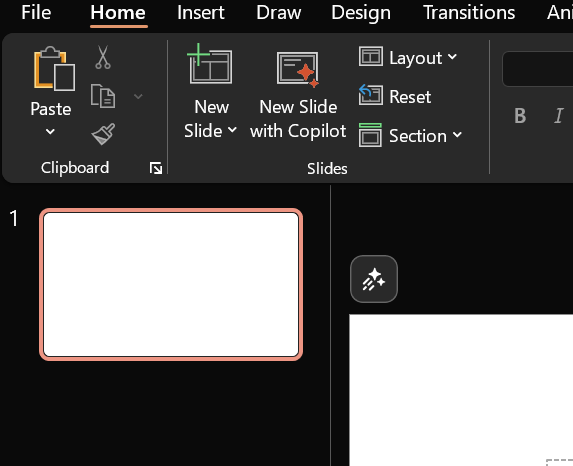 File Home Insert Draw Design Transitions Ani
Paste
New Slide
New Slide with Copilot
Layout
Reset
Section
B I
Clipboard
Slides
1